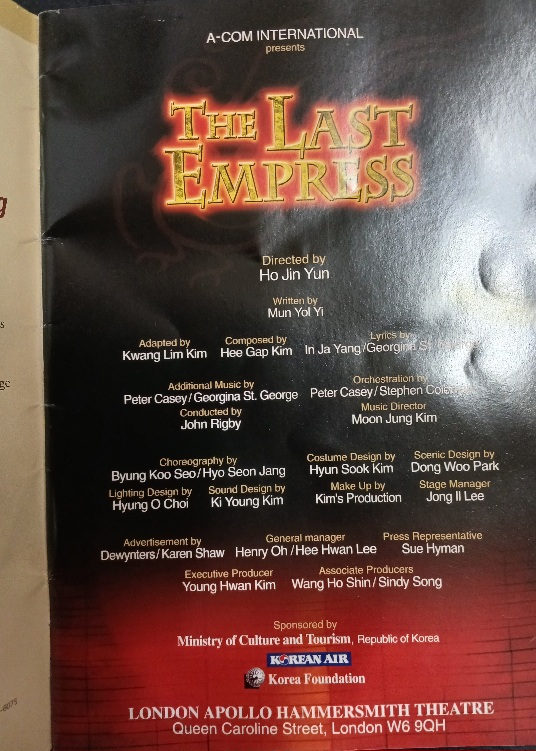 A-COM INTERNATIONAL
presents
THE LAST
EMPRESS
Directed by
Ho Jin Yun
Written by
Mun Yol Yi
Adapted by
Kwang Lim Kim
Composed by
Hee Gap Kim
Lyrics by
In Ja Yang/Georgina St.
Additional Music by
Peter Casey/Georgina St. George
Orchestration by
Peter Casey/Stephen
Conducted by
John Rigby
Music Director
Moon Jung Kim
Choreography by
Byung Koo Seo/Hyo Seon Jang
Costume Design by
Hyun Sook Kim
Scenic Design by
Dong Woo Park
Lighting Design by
Hyung O Choi
Sound Design by
Ki Young Kim
Make Up by
Kim's Production
Stage Manager
Jong Il Lee
Advertisement by
Dewynters/Karen Shaw
General manager
Henry Oh/Hee Hwan Lee
Press Representative
Sue Hyman
Executive Producer
Young Hwan Kim
Associate Producers
Wang Ho Shin/Sindy Song
Sponsored by
Ministry of Culture and Tourism, Republic of Korea
KOREAN AIR
Korea Foundation
LONDON APOLLO HAMMERSMITH THEATRE
Queen Caroline Street, London W6 9QH